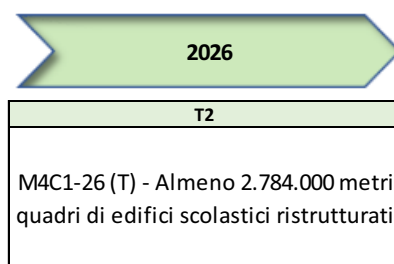 2026
T2
M4C1-26 (T) - Almeno 2.784.000 metri
quadri di edifici scolastici ristrutturati